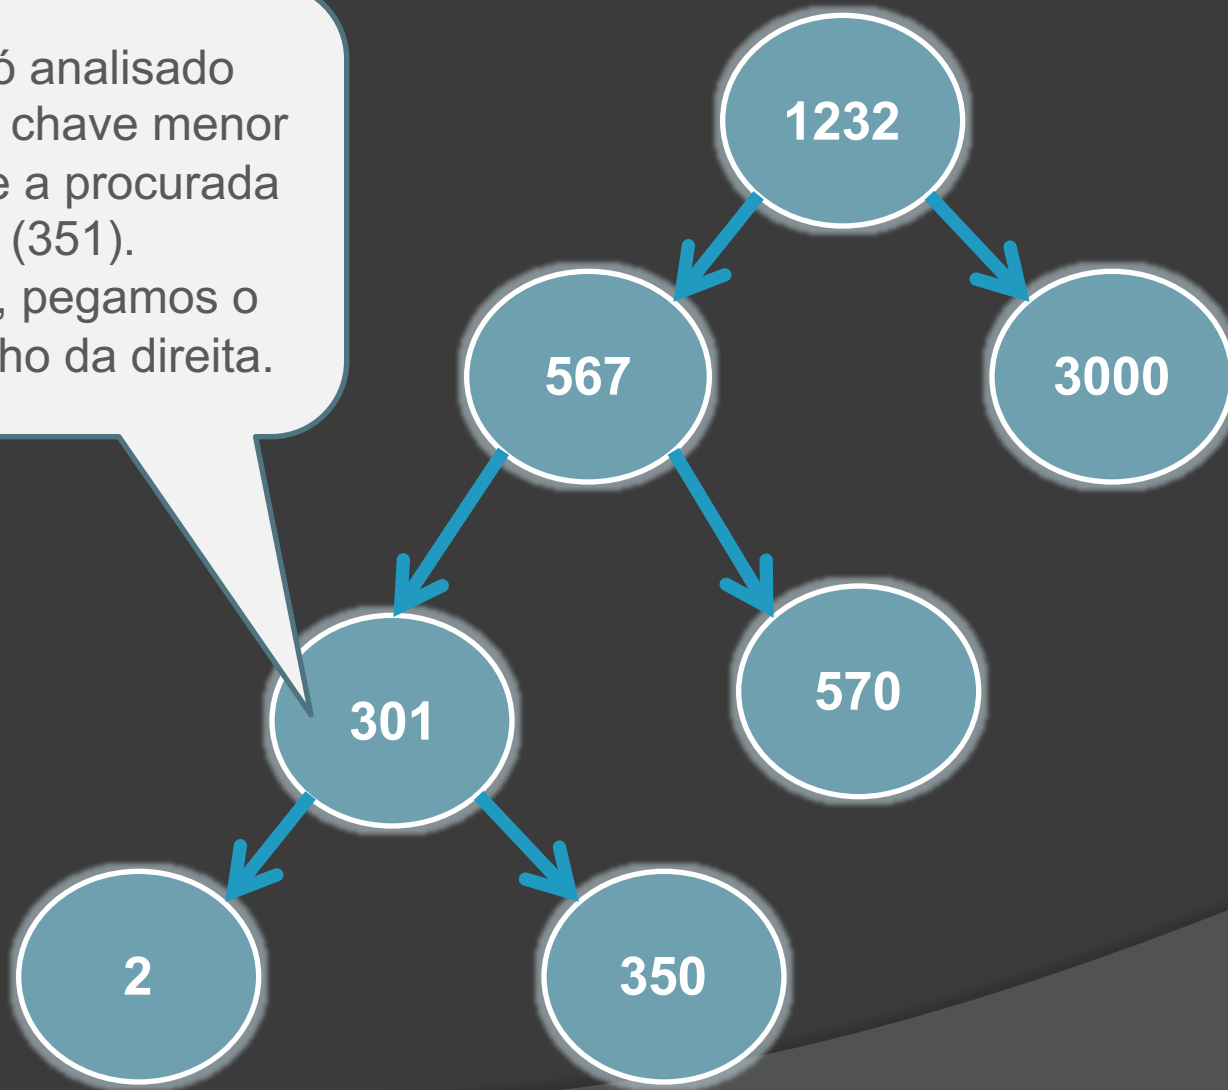 ó analisado
chave menor
e a procurada
(351).
, pegamos o
ho da direita.
1232
567
3000
301
570
2
350